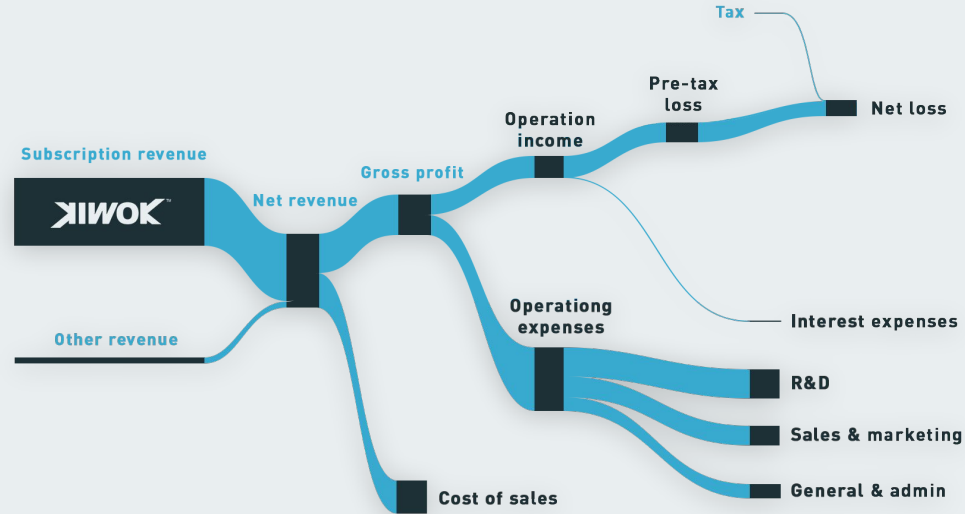 Tax
Pre-tax
loss
Net loss
Operation
income
Subscription revenue
Gross profit
KIWOK™
Net revenue
Operationg
expenses
Interest expenses
Other revenue
R&D
Sales & marketing
General & admin
Cost of sales